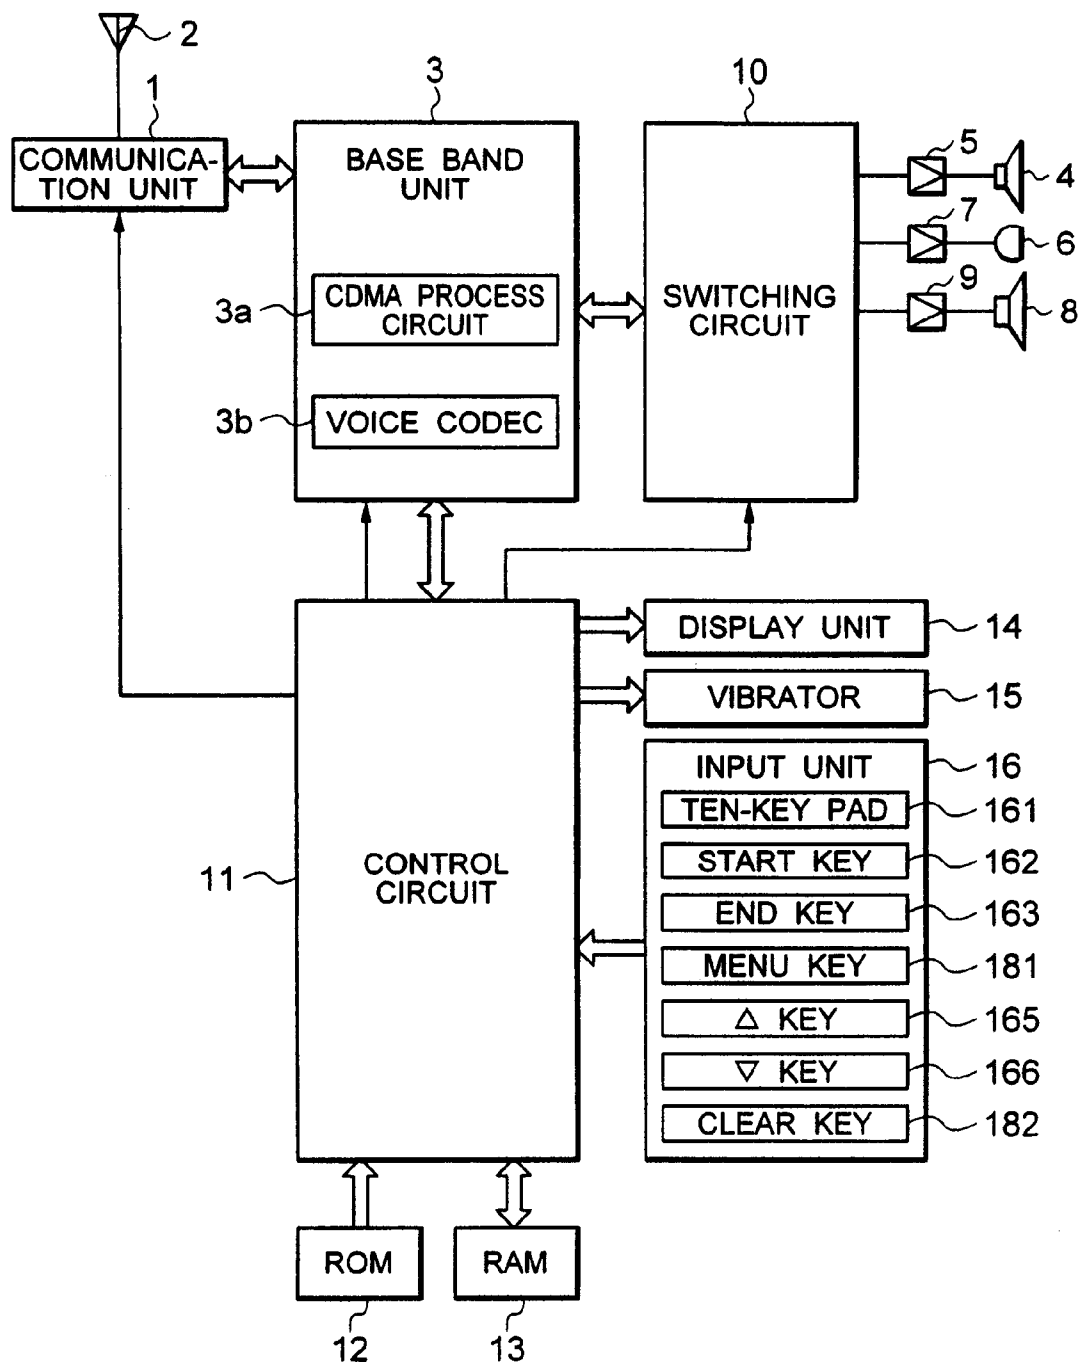 2
1
3
10
COMMUNICA-
TION UNIT
BASE BAND
UNIT
5
4
7
6
3a
CDMA PROCESS
CIRCUIT
SWITCHING
CIRCUIT
9
8
3b
VOICE CODEC
DISPLAY UNIT
14
VIBRATOR
15
INPUT UNIT
16
TEN-KEY PAD
161
11
CONTROL
CIRCUIT
START KEY
162
END KEY
163
MENU KEY
181
△ KEY
165
▽ KEY
166
CLEAR KEY
182
ROM
RAM
12
13